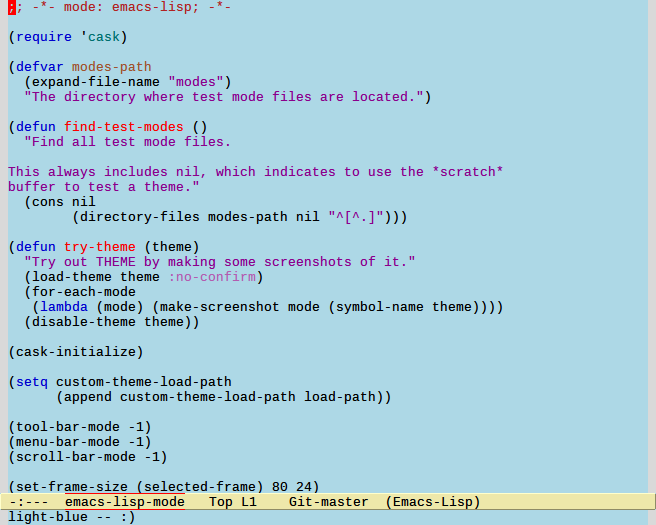 ;; -*- mode: emacs-lisp; -*-

(require 'cask)

(defvar modes-path
  (expand-file-name "modes")
  "The directory where test mode files are located.")

(defun find-test-modes ()
  "Find all test mode files.

This always includes nil, which indicates to use the *scratch*
buffer to test a theme."
  (cons nil
        (directory-files modes-path nil "^[^.]")))

(defun try-theme (theme)
  "Try out THEME by making some screenshots of it."
  (load-theme theme :no-confirm)
  (for-each-mode
   (lambda (mode) (make-screenshot mode (symbol-name theme))))
  (disable-theme theme))

(cask-initialize)

(setq custom-theme-load-path
      (append custom-theme-load-path load-path))

(tool-bar-mode -1)
(menu-bar-mode -1)
(scroll-bar-mode -1)

(set-frame-size (selected-frame) 80 24)
-:---  emacs-lisp-mode   Top L1    Git-master  (Emacs-Lisp)
light-blue -- :)